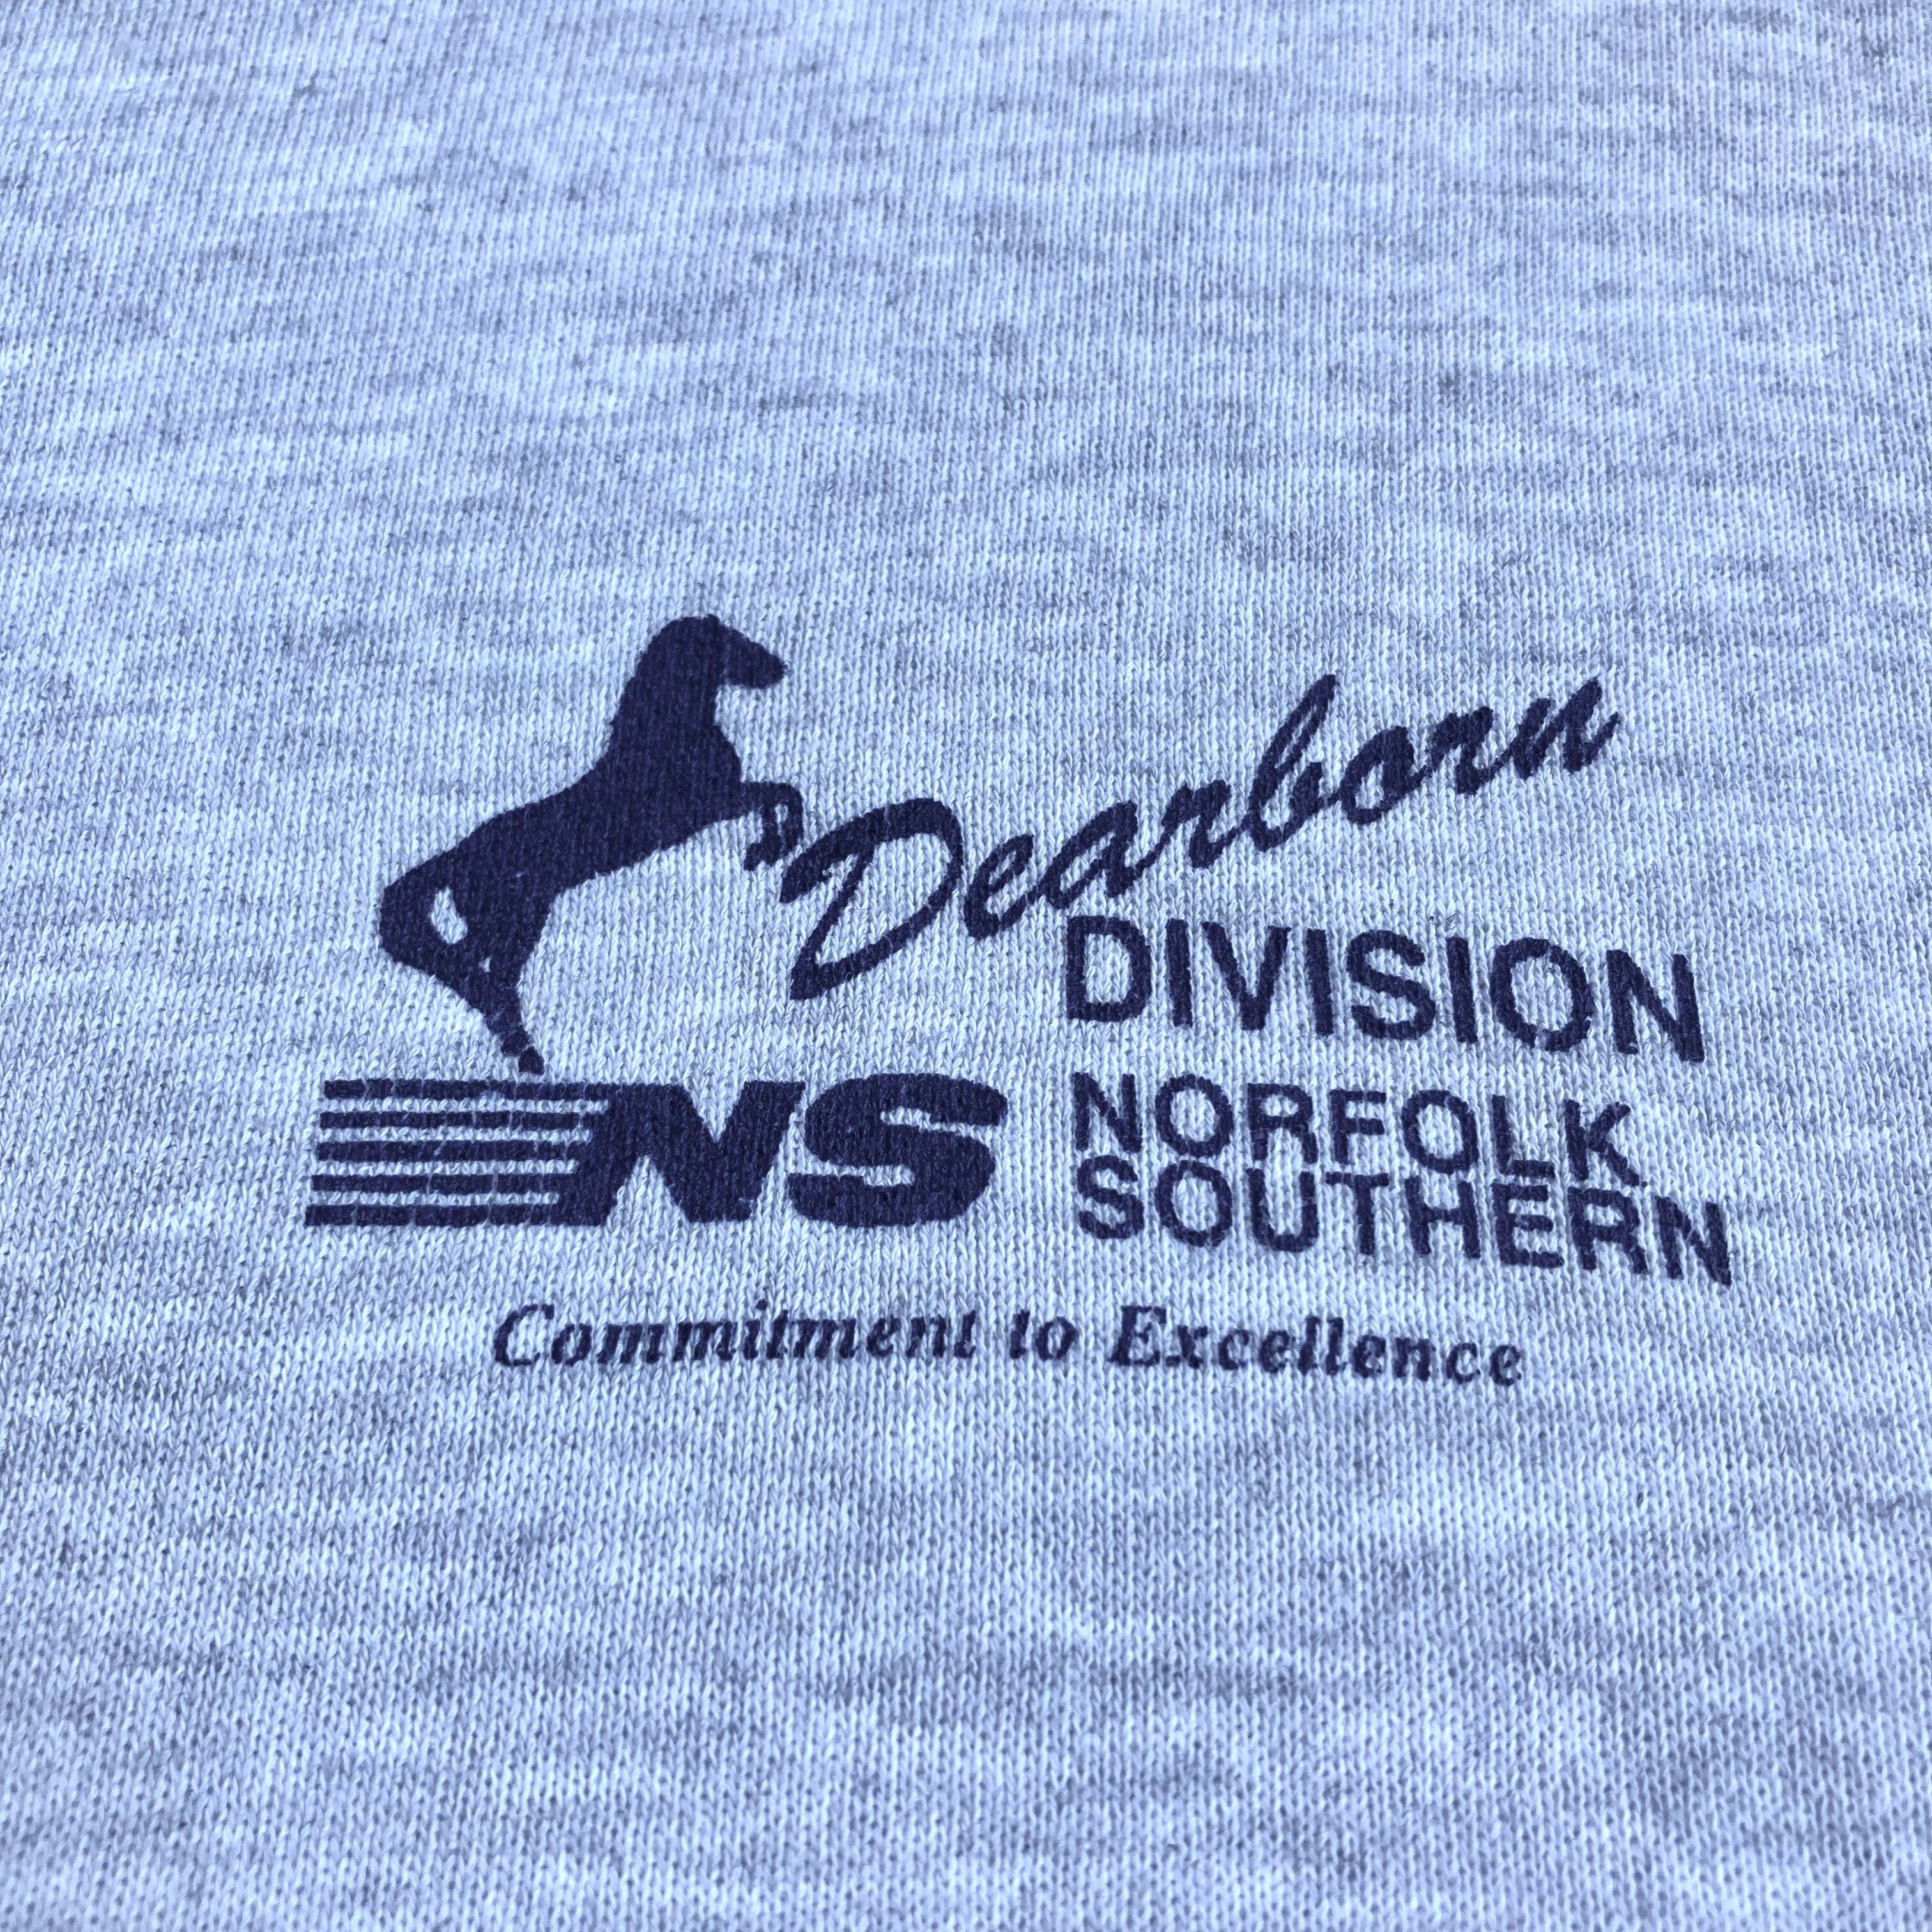 Dearborn
DIVISION
NS NORFOLK
SOUTHERN
Commitment to Excellence